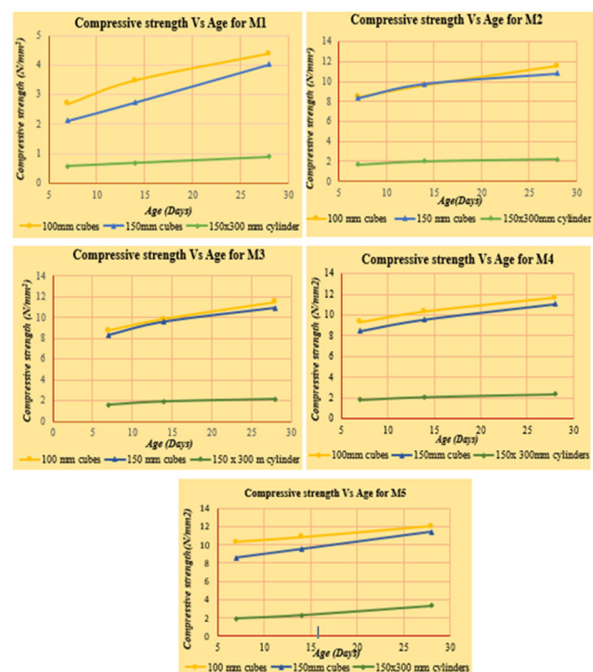 Compressive strength Vs Age for M1
Compressive strength (N/mm²)
5
4
3
2
1
0
5 10 15 20 25 30
Age (Days)
100mm cubes 150mm cubes 150x300 mm cylinder
Compressive strength Vs Age for M2
Compressive strength (N/mm²)
14
12
10
8
6
4
2
0
5 10 15 20 25 30
Age(Days)
100 mm cubes 150 mm cubes 150x300mm cylinder
Compressive strength Vs Age for M3
Compressive strength (N/mm²)
14
12
10
8
6
4
2
0
0 5 10 15 20 25 30
Age (Days)
100 mm cubes 150 mm cubes 150 x 300 m cylinder
Compressive strength Vs Age for M4
Compressive strength (N/mm2)
14
12
10
8
6
4
2
0
5 10 15 20 25 30
Age(Days)
100mm cubes 150mm cubes 150x 300mm cylinders
Compressive strength Vs Age for M5
Compressive strength(N/mm2)
14
12
10
8
6
4
2
0
5 10 15 20 25 30
Age (Days)
100 mm cubes 150mm cubes 150x300 mm cylinders